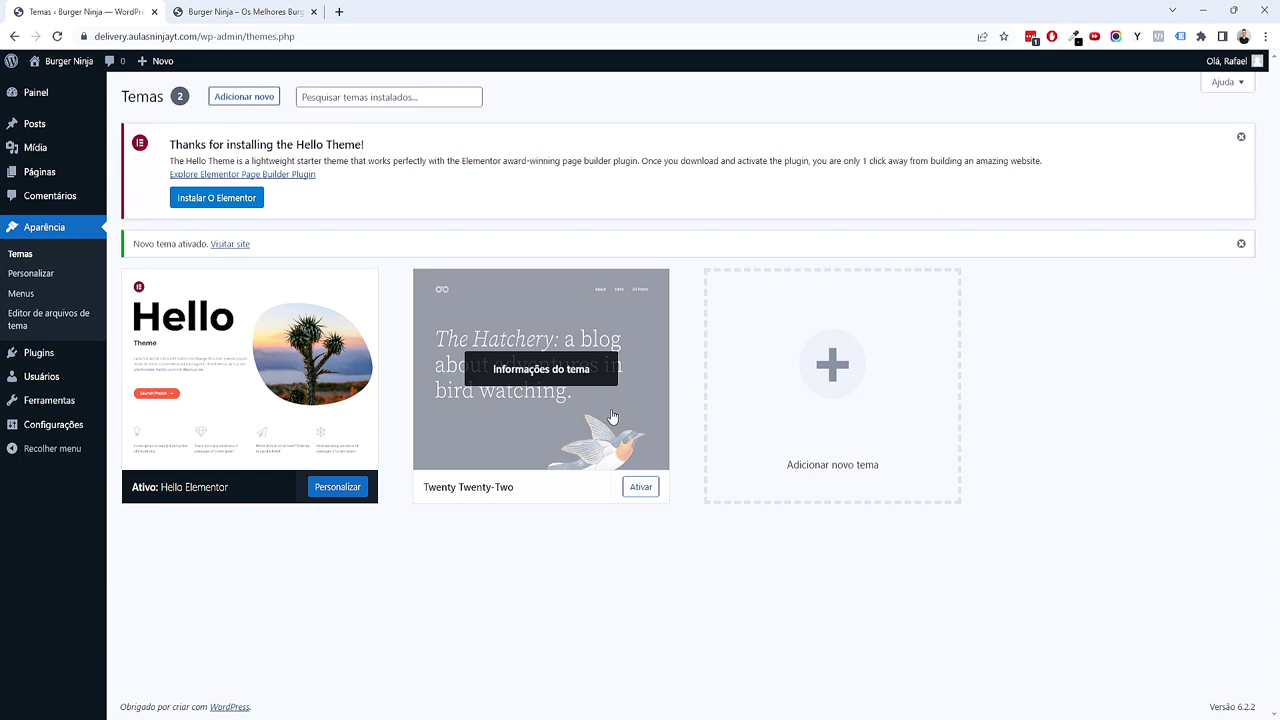 Temas ‹ Burger Ninja — WordPre
Burger Ninja – Os Melhores Burg
delivery.aulasninjayt.com/wp-admin/themes.php
Burger Ninja
0
Novo
Olá, Rafael
Painel
Posts
Mídia
Páginas
Comentários
Aparência
Temas
Personalizar
Menus
Editor de arquivos de
tema
Plugins
Usuários
Ferramentas
Configurações
Recolher menu
Temas 2
Adicionar novo
Pesquisar temas instalados...
Ajuda
Thanks for installing the Hello Theme!
The Hello Theme is a lightweight starter theme that works perfectly with the Elementor award-winning page builder plugin. Once you download and activate the plugin, you are only 1 click away from building an amazing website.
Explore Elementor Page Builder Plugin
Instalar O Elementor
Novo tema ativado. Visitar site
Hello
Theme
Launch Project
Ativo: Hello Elementor
Personalizar
About
The Hatchery: a blog
about adventures in
bird watching.
Informações do tema
Twenty Twenty-Two
Ativar
Adicionar novo tema
Obrigado por criar com WordPress.
Versão 6.2.2